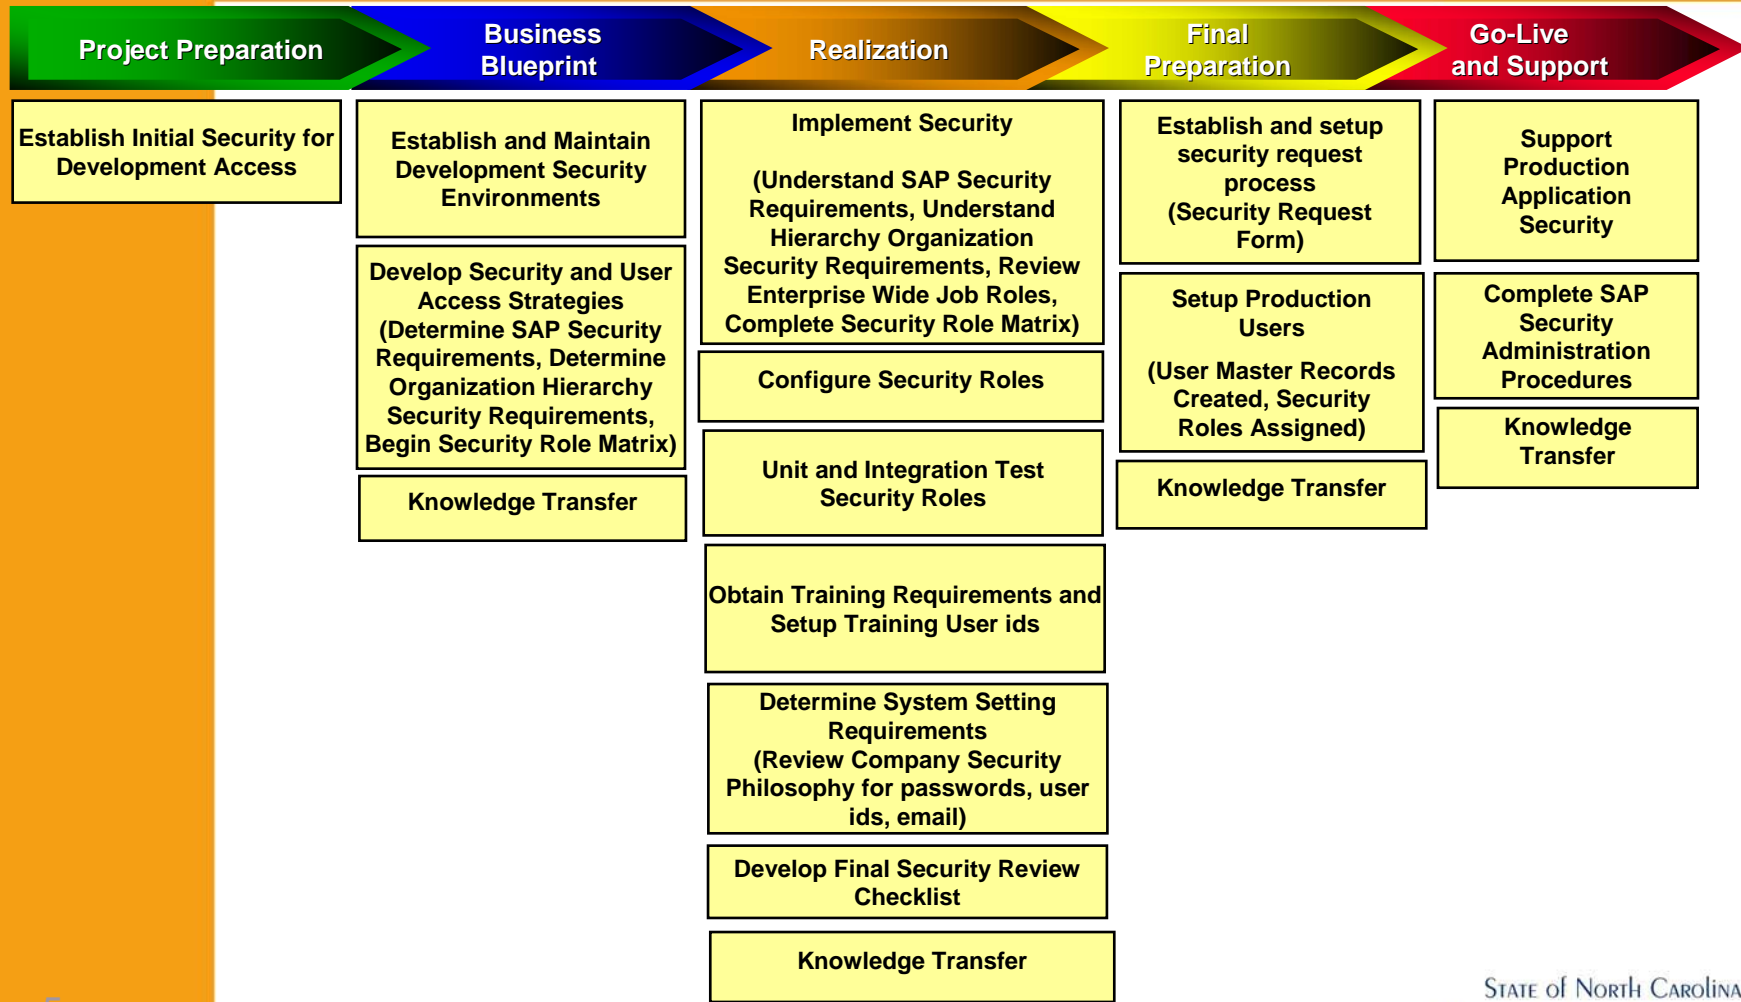 Project Preparation
Business
Blueprint
Realization
Final
Preparation
Go-Live
and Support
Establish Initial Security for
Development Access
Establish and Maintain
Development Security
Environments
Develop Security and User
Access Strategies
(Determine SAP Security
Requirements, Determine
Organization Hierarchy
Security Requirements,
Begin Security Role Matrix)
Knowledge Transfer
Implement Security
(Understand SAP Security
Requirements, Understand
Hierarchy Organization
Security Requirements, Review
Enterprise Wide Job Roles,
Complete Security Role Matrix)
Configure Security Roles
Unit and Integration Test
Security Roles
Obtain Training Requirements and
Setup Training User ids
Determine System Setting
Requirements
(Review Company Security
Philosophy for passwords, user
ids, email)
Develop Final Security Review
Checklist
Knowledge Transfer
Establish and setup
security request
process
(Security Request
Form)
Setup Production
Users
(User Master Records
Created, Security
Roles Assigned)
Knowledge Transfer
Support
Production
Application
Security
Complete SAP
Security
Administration
Procedures
Knowledge
Transfer
State of North Carolina